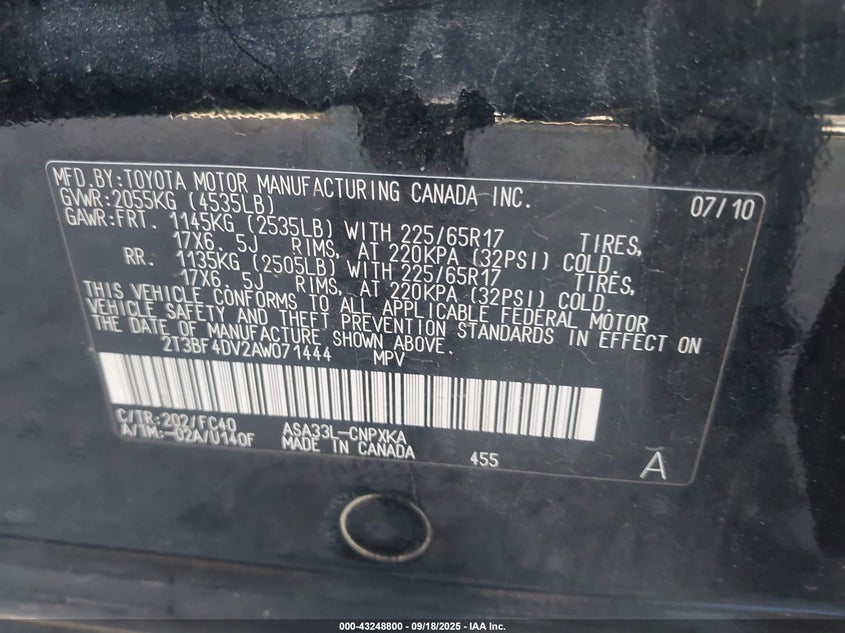 MFD.BY:TOYOTA MOTOR MANUFACTURING CANADA INC. 07/10
GVWR:2055KG (4535LB)
GAWR:FRT. 1145KG (2535LB) WITH 225/65R17 TIRES,
17X6.5J RIMS, AT 220KPA (32PSI) COLD.
RR. 1135KG (2505LB) WITH 225/65R17 TIRES,
17X6.5J RIMS, AT 220KPA (32PSI) COLD.
THIS VEHICLE CONFORMS TO ALL APPLICABLE FEDERAL MOTOR
VEHICLE SAFETY AND THEFT PREVENTION STANDARDS IN EFFECT ON
THE DATE OF MANUFACTURE SHOWN ABOVE.
2T3BF4DV2AW071444 MPV
C/TR:202/FC40 ASA33L-CNPXKA
A/TM:-02A/U140F MADE IN CANADA 455 A
000-43248800 - 09/18/2025 - IAA Inc.